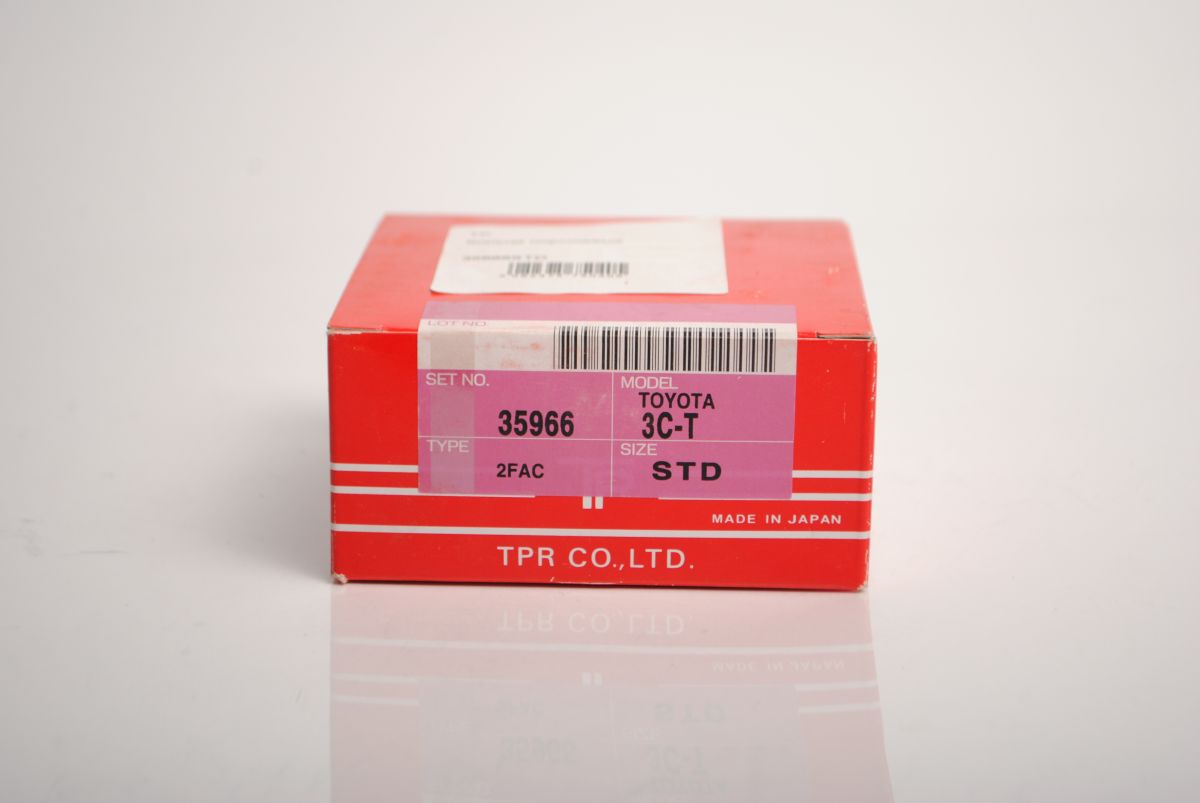 LOT NO.
SET NO.
35966
MODEL
TOYOTA
3C-T
TYPE
2FAC
SIZE
STD
MADE IN JAPAN
TPR CO.,LTD.